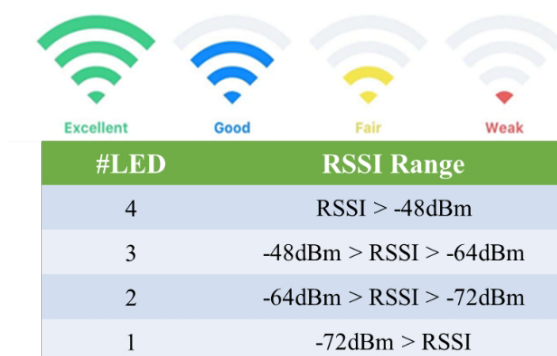 Excellent Good Fair Weak
#LED RSSI Range
4 RSSI > -48dBm
3 -48dBm > RSSI > -64dBm
2 -64dBm > RSSI > -72dBm
1 -72dBm > RSSI